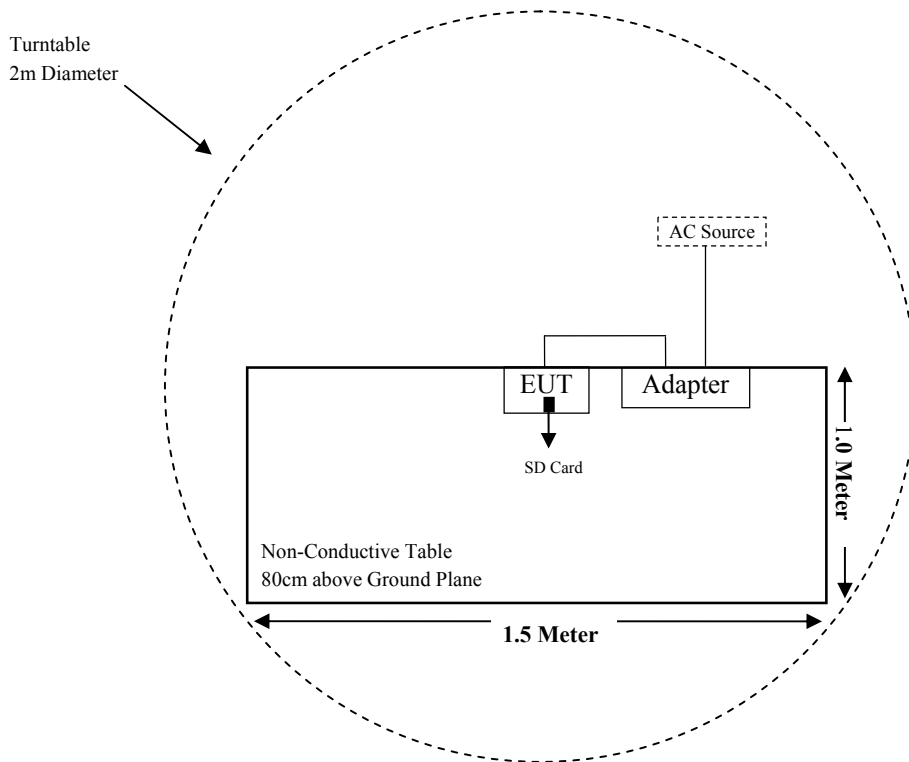 Turntable
2m Diameter
AC Source
EUT
Adapter
SD Card
1.0 Meter
Non-Conductive Table
80cm above Ground Plane
1.5 Meter